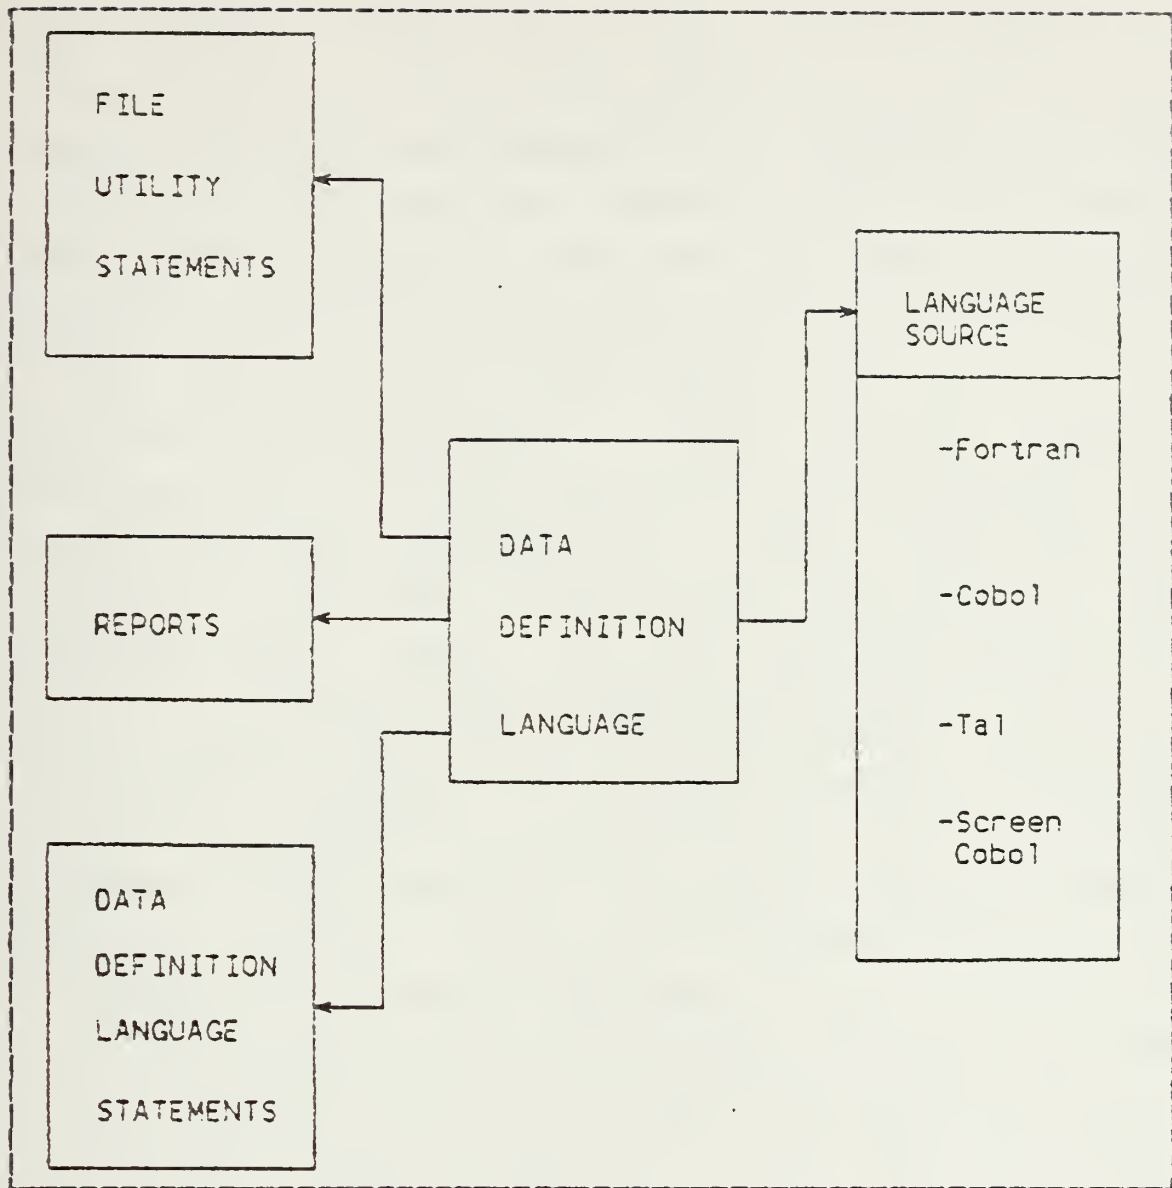 FILE
UTILITY
STATEMENTS
LANGUAGE
SOURCE
-Fortran
-Cobol
-Tal
-Screen
Cobol
DATA
DEFINITION
LANGUAGE
REPORTS
DATA
DEFINITION
LANGUAGE
STATEMENTS